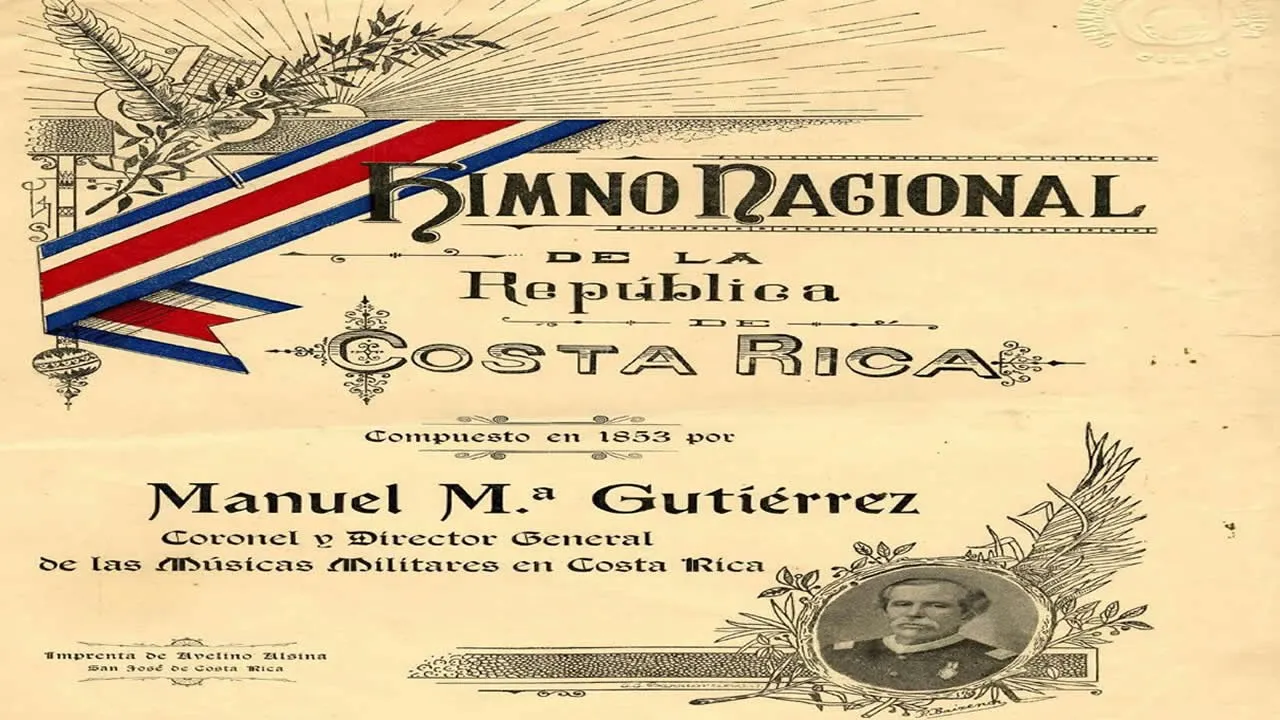 Himno Nacional
DE LA
República
DE
COSTA RICA
Compuesto en 1853 por
Manuel M.ª Gutiérrez
Coronel y Director General
de las Músicas Militares en Costa Rica
Imprenta de Avelino Alsina
San José de Costa Rica